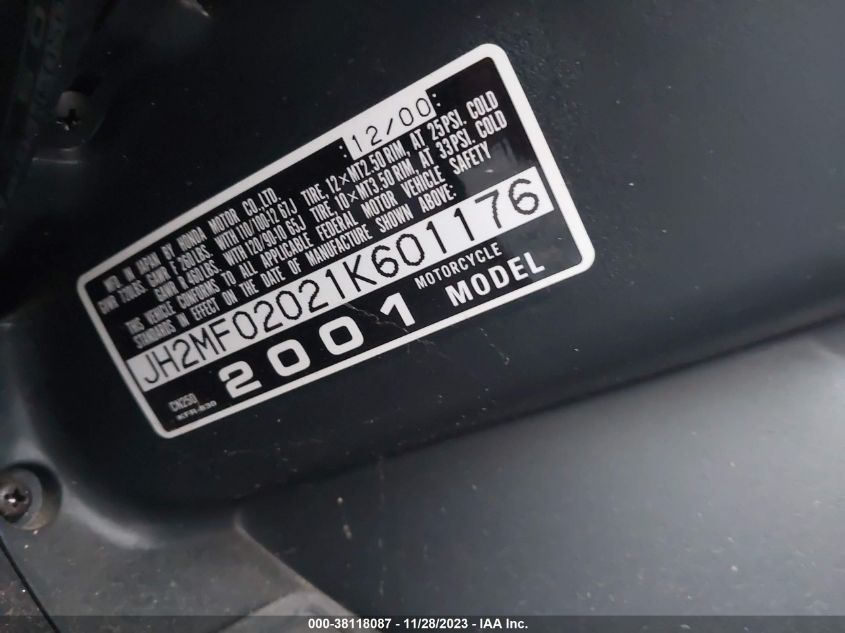 :12/00:
MFD. IN JAPAN BY HONDA MOTOR CO.,LTD.
GVWR 720LBS GAWR F 260LBS. WITH 110/100-12 67J TIRE, 12×MT2.50 RIM, AT 25PSI. COLD
GAWR R 460LBS. WITH 120/90-10 65J TIRE, 10×MT3.50 RIM, AT 33PSI. COLD
THIS VEHICLE CONFORMS TO ALL APPLICABLE FEDERAL MOTOR VEHICLE SAFETY
STANDARDS IN EFFECT ON THE DATE OF MANUFACTURE SHOWN ABOVE:
JH2MF02021K601176
CN250
KFR-830
2001 MOTORCYCLE MODEL
000-38118087 - 11/28/2023 - IAA Inc.